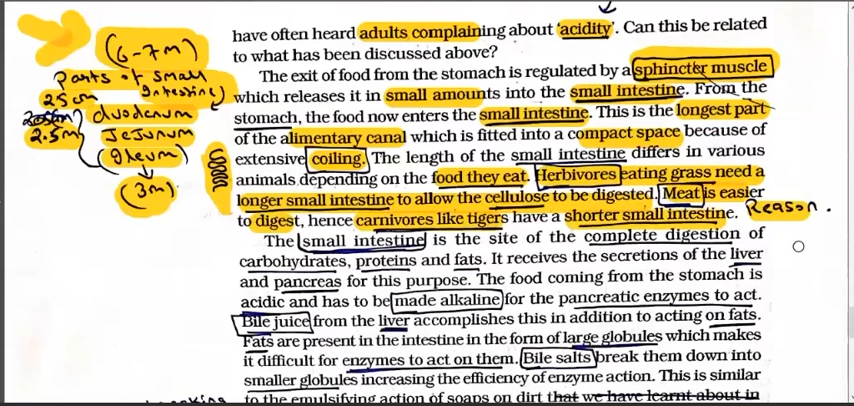 have often heard adults complaining about 'acidity'. Can this be related
to what has been discussed above?
The exit of food from the stomach is regulated by a sphincter muscle
which releases it in small amounts into the small intestine. From the
stomach, the food now enters the small intestine. This is the longest part
of the alimentary canal which is fitted into a compact space because of
extensive coiling. The length of the small intestine differs in various
animals depending on the food they eat. Herbivores eating grass need a
longer small intestine to allow the cellulose to be digested. Meat is easier
to digest, hence carnivores like tigers have a shorter small intestine.
Reason.
The small intestine is the site of the complete digestion of
carbohydrates, proteins and fats. It receives the secretions of the liver
and pancreas for this purpose. The food coming from the stomach is
acidic and has to be made alkaline for the pancreatic enzymes to act.
Bile juice from the liver accomplishes this in addition to acting on fats.
Fats are present in the intestine in the form of large globules which makes
it difficult for enzymes to act on them. Bile salts break them down into
smaller globules increasing the efficiency of enzyme action. This is similar
to the emulsifying action of soaps on dirt that we have learnt about in
(6-7m)
Parts of small
Intestine)
25cm duodenum
2.5m Jejunum
Ileum
(3m)